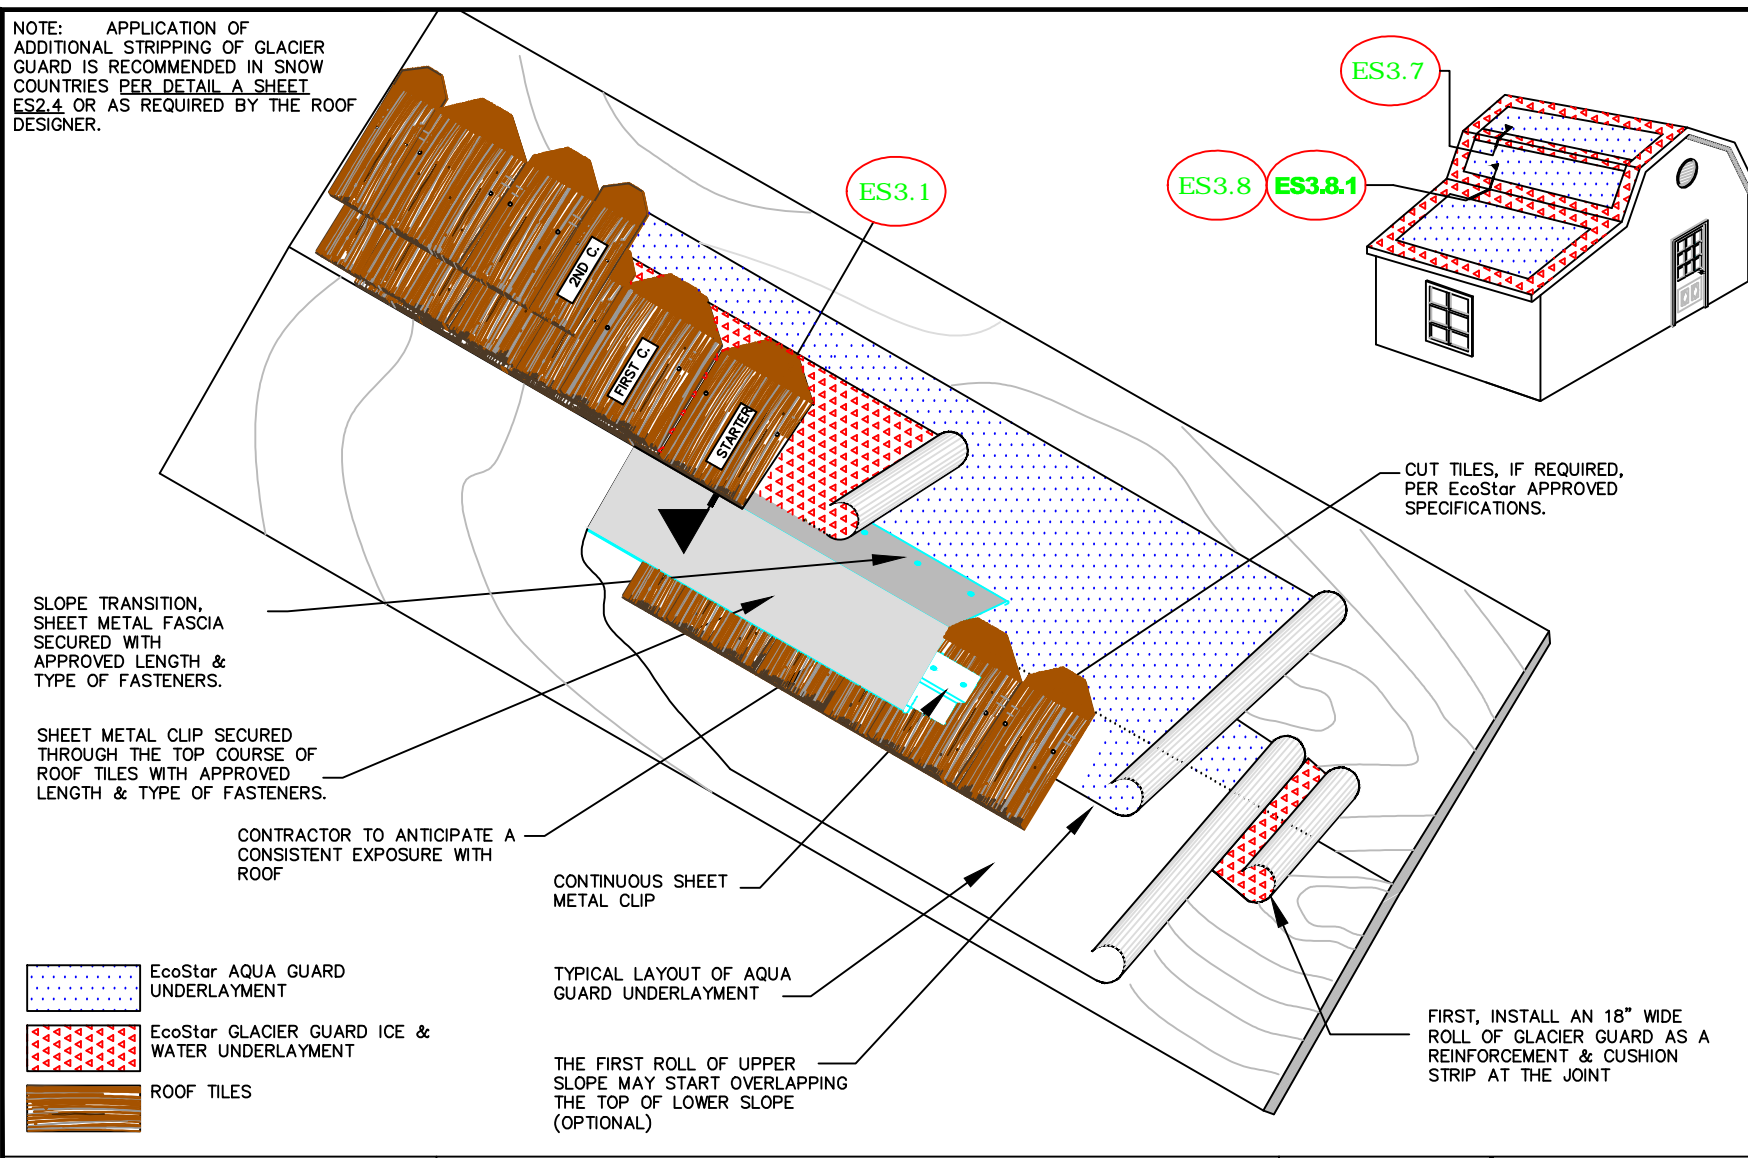 NOTE: APPLICATION OF
ADDITIONAL STRIPPING OF GLACIER
GUARD IS RECOMMENDED IN SNOW
COUNTRIES PER DETAIL A SHEET
ES2.4 OR AS REQUIRED BY THE ROOF
DESIGNER.
ES3.7
ES3.1
ES3.8
ES3.8.1
2ND C.
FIRST C.
STARTER
CUT TILES, IF REQUIRED,
PER EcoStar APPROVED
SPECIFICATIONS.
SLOPE TRANSITION,
SHEET METAL FASCIA
SECURED WITH
APPROVED LENGTH &
TYPE OF FASTENERS.
SHEET METAL CLIP SECURED
THROUGH THE TOP COURSE OF
ROOF TILES WITH APPROVED
LENGTH & TYPE OF FASTENERS.
CONTRACTOR TO ANTICIPATE A
CONSISTENT EXPOSURE WITH
ROOF
CONTINUOUS SHEET
METAL CLIP
TYPICAL LAYOUT OF AQUA
GUARD UNDERLAYMENT
THE FIRST ROLL OF UPPER
SLOPE MAY START OVERLAPPING
THE TOP OF LOWER SLOPE
(OPTIONAL)
FIRST, INSTALL AN 18" WIDE
ROLL OF GLACIER GUARD AS A
REINFORCEMENT & CUSHION
STRIP AT THE JOINT
EcoStar AQUA GUARD
UNDERLAYMENT
EcoStar GLACIER GUARD ICE &
WATER UNDERLAYMENT
ROOF TILES